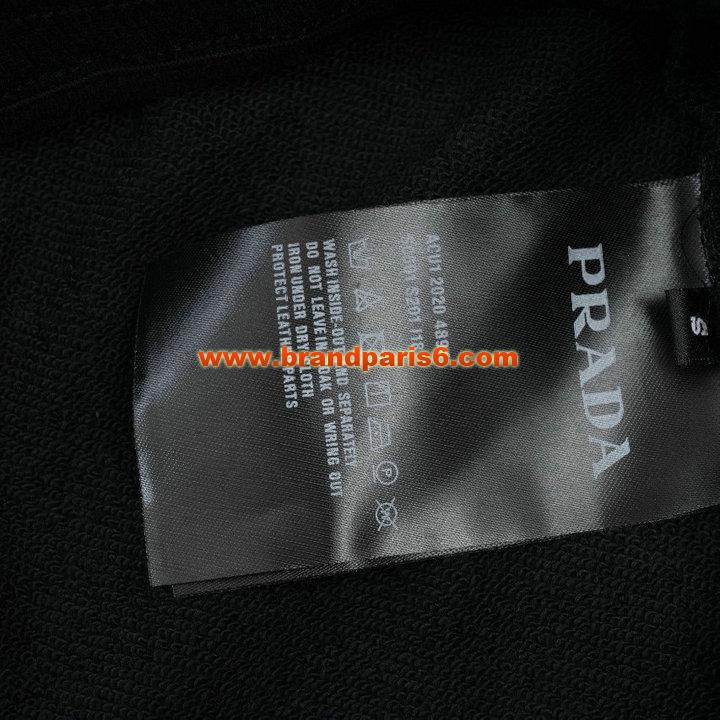 PRADA
S
ACU1 2020 489
S201
WASH INSIDE-OUT AND SEPARATELY
DO NOT LEAVE IN SOAK OR WRING OUT
IRON UNDER DRY CLOTH
PROTECT LEATHER PARTS
www.brandparis6.com